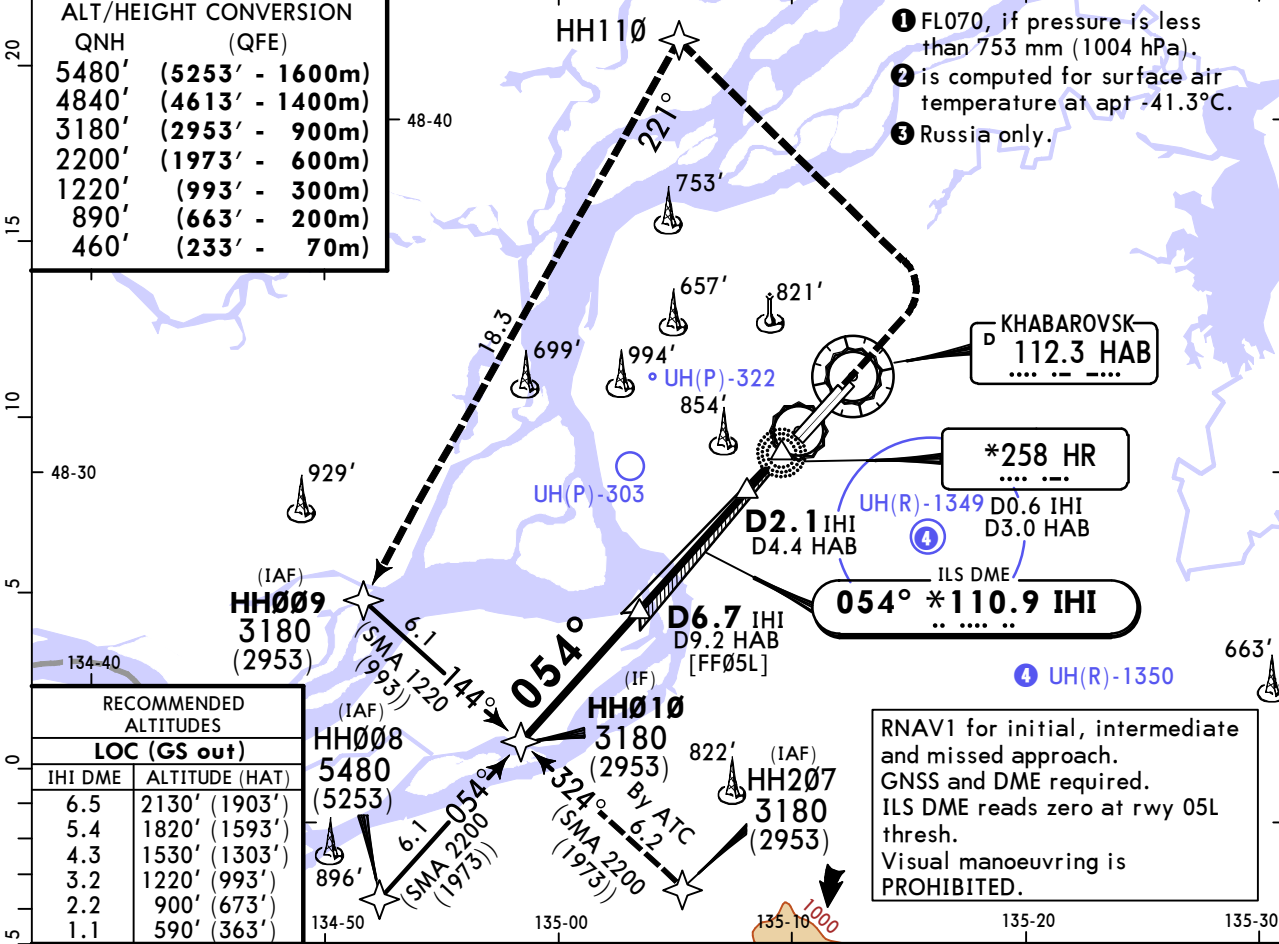 ALT/HEIGHT CONVERSION
QNH (QFE)
5480' (5253' - 1600m)
4840' (4613' - 1400m)
3180' (2953' - 900m)
2200' (1973' - 600m)
1220' (993' - 300m)
890' (663' - 200m)
460' (233' - 70m)
20
15
10
5
0
5
HH11Ø
❶ FL070, if pressure is less
than 753 mm (1004 hPa).
❷ is computed for surface air
temperature at apt -41.3°C.
❸ Russia only.
48-40
221°
753'
657'
821'
18.3
699'
994'
UH(P)-322
854'
KHABAROVSK
D 112.3 HAB
48-30
929'
UH(P)-303
*258 HR
UH(R)-1349
4
D0.6 IHI
D3.0 HAB
D2.1 IHI
D4.4 HAB
ILS DME
054° *110.9 IHI
(IAF)
HHØØ9
3180
(2953)
6.1
144°
(SMA 1220
(993))
054°
D6.7 IHI
D9.2 HAB
[FFØ5L]
134-40
663'
4 UH(R)-1350
(IF)
HHØ1Ø
3180
(2953)
(IAF)
HHØØ8
5480
(5253)
896'
6.1
054°
(SMA 2200
(1973))
324°
By ATC
6.2
(SMA 2200
(1973))
822'
(IAF)
HH2Ø7
3180
(2953)
RECOMMENDED
ALTITUDES
LOC (GS out)
IHI DME ALTITUDE (HAT)
6.5 2130' (1903')
5.4 1820' (1593')
4.3 1530' (1303')
3.2 1220' (993')
2.2 900' (673')
1.1 590' (363')
RNAV1 for initial, intermediate
and missed approach.
GNSS and DME required.
ILS DME reads zero at rwy 05L
thresh.
Visual manoeuvring is
PROHIBITED.
1000
134-50
135-00
135-10
135-20
135-30